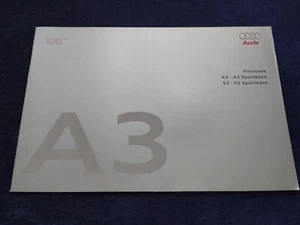 100
Audi
Preisliste
A3 · A3 Sportback
S3 · S3 Sportback
A3